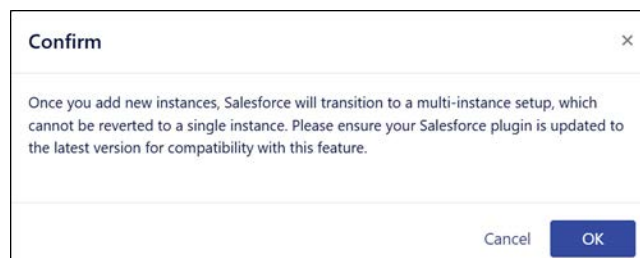 Confirm
×
Once you add new instances, Salesforce will transition to a multi-instance setup, which
cannot be reverted to a single instance. Please ensure your Salesforce plugin is updated to
the latest version for compatibility with this feature.
Cancel OK